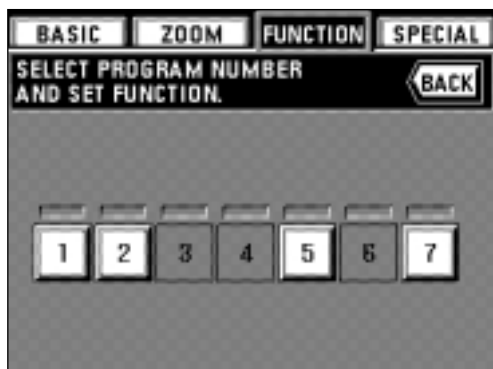 BASIC ZOOM FUNCTION SPECIAL
SELECT PROGRAM NUMBER
AND SET FUNCTION.
BACK
1 2 3 4 5 6 7